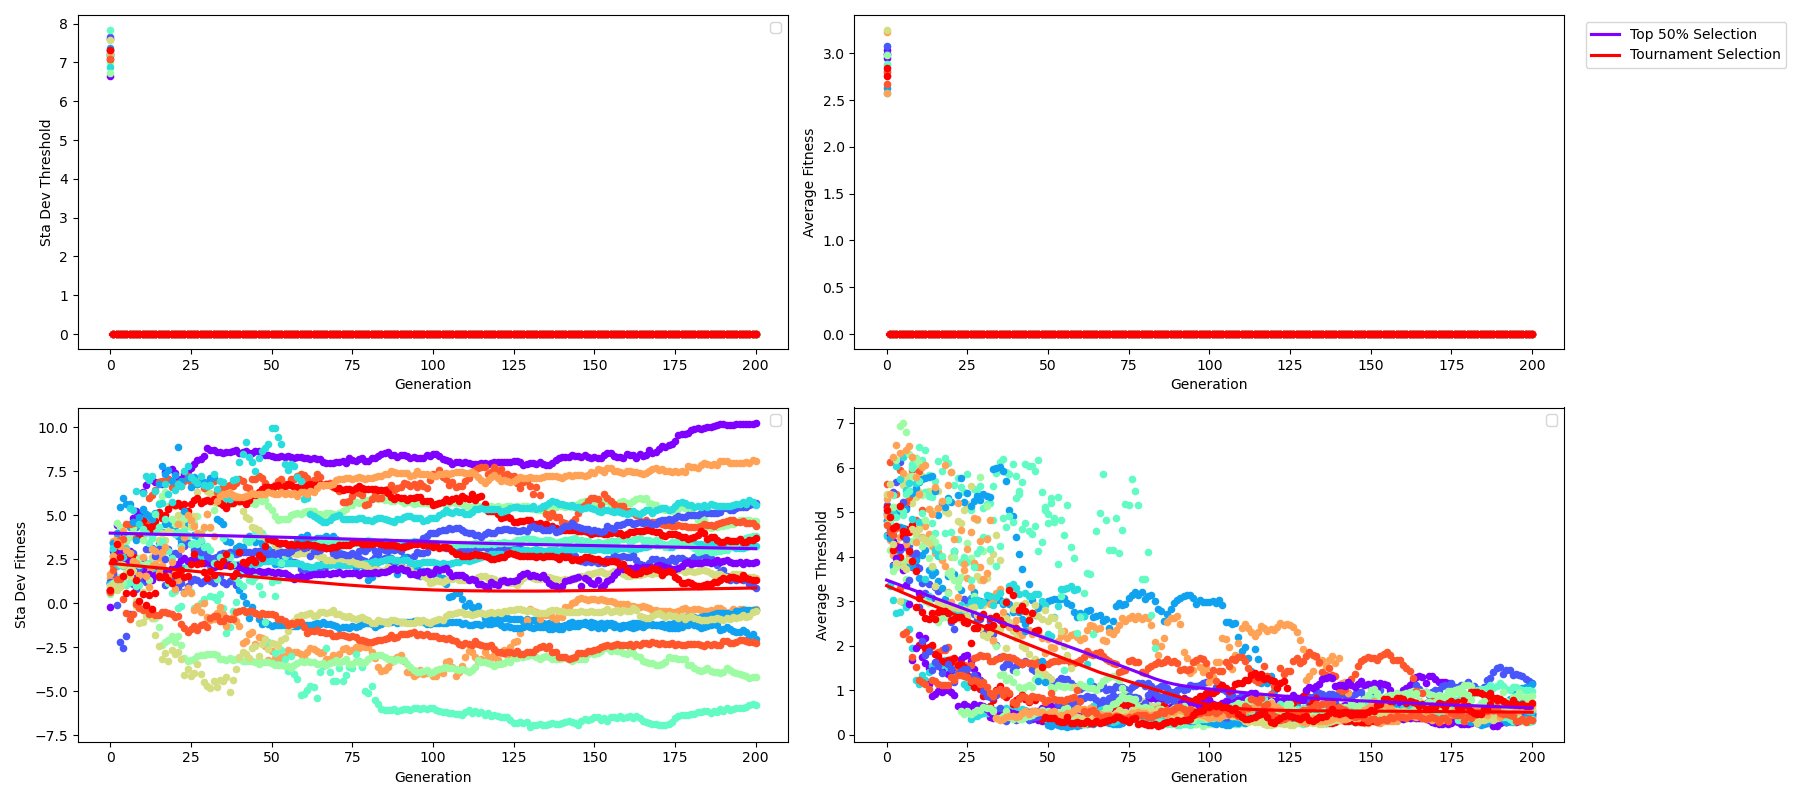 8
7
6
5
4
3
2
1
0
Sta Dev Threshold
0 25 50 75 100 125 150 175 200
Generation
3.0
2.5
2.0
1.5
1.0
0.5
0.0
Average Fitness
0 25 50 75 100 125 150 175 200
Generation
Top 50% Selection
Tournament Selection
10.0
7.5
5.0
2.5
0.0
−2.5
−5.0
−7.5
Sta Dev Fitness
0 25 50 75 100 125 150 175 200
Generation
7
6
5
4
3
2
1
0
Average Threshold
0 25 50 75 100 125 150 175 200
Generation